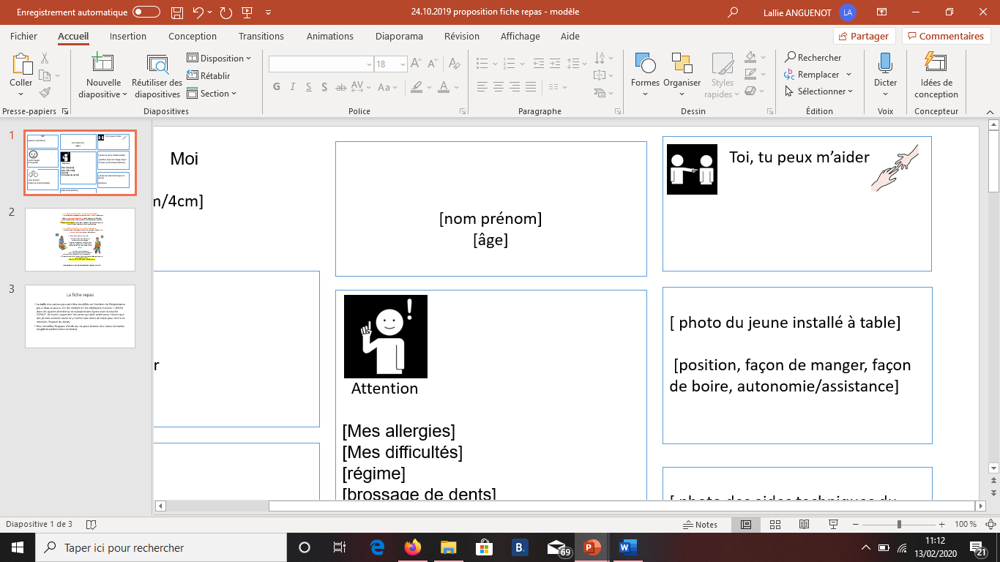 Enregistrement automatique
24.10.2019 proposition fiche repas - modèle
Lallie ANGUENOT
LA
Fichier
Accueil
Insertion
Conception
Transitions
Animations
Diaporama
Révision
Affichage
Aide
Partager
Commentaires
Coller
Nouvelle
diapositive
Réutiliser des
diapositives
Disposition
Rétablir
Section
18
G I S S ab AV Aa A
Formes
Organiser
Styles
rapides
Rechercher
Remplacer
Sélectionner
Dicter
Idées de
conception
Presse-papiers
Diapositives
Police
Paragraphe
Dessin
Édition
Voix
Concepteur
1
2
3
La fiche repas
Moi
m/4cm]
r
[nom prénom]
[âge]
Attention
[Mes allergies]
[Mes difficultés]
[régime]
[brossage de dents]
Toi, tu peux m’aider
[ photo du jeune installé à table]
[position, façon de manger, façon
de boire, autonomie/assistance]
[ photo des aides techniques du
Diapositive 1 de 3
Notes
100 %
Taper ici pour rechercher
B.
69
11:12
13/02/2020
21